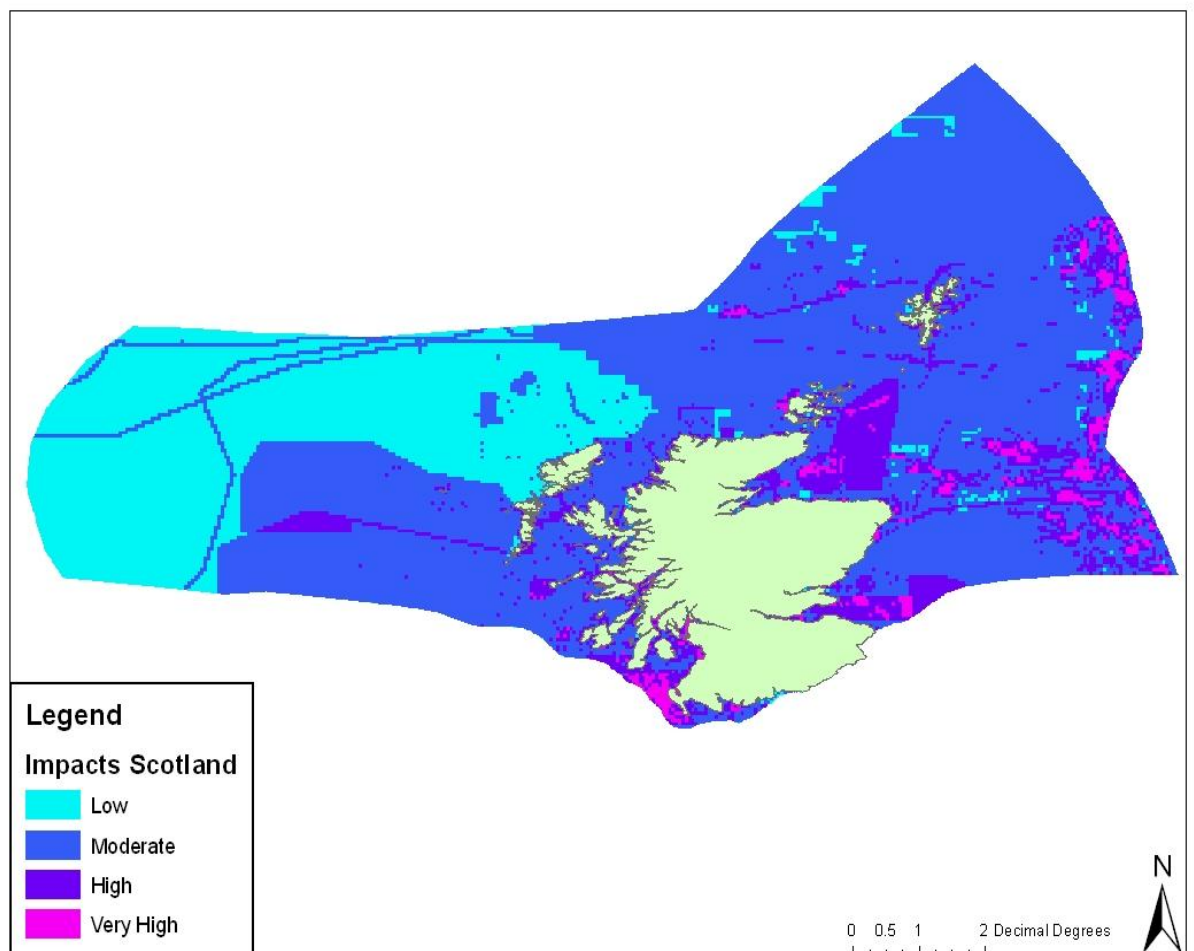 Legend
Impacts Scotland
Low
Moderate
High
Very High
N
0 0.5 1 2 Decimal Degrees